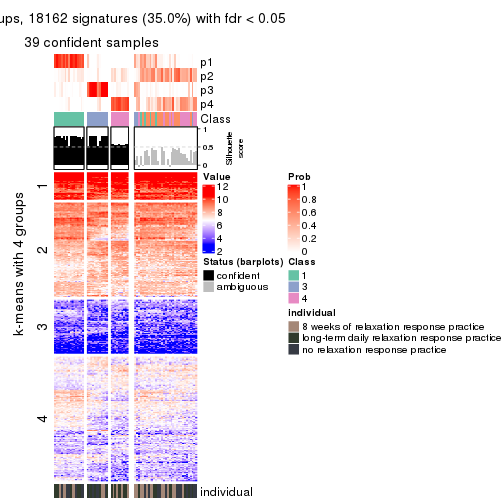 ups, 18162 signatures (35.0%) with fdr < 0.05
39 confident samples
p1
p2
p3
p4
Class
1
0.5
0
Silhouette
score
k-means with 4 groups
1
2
3
4
individual
Value
12
10
8
6
4
2
Prob
1
0.8
0.6
0.4
0.2
0
Status (barplots)
confident
ambiguous
Class
1
3
4
individual
8 weeks of relaxation response practice
long-term daily relaxation response practice
no relaxation response practice